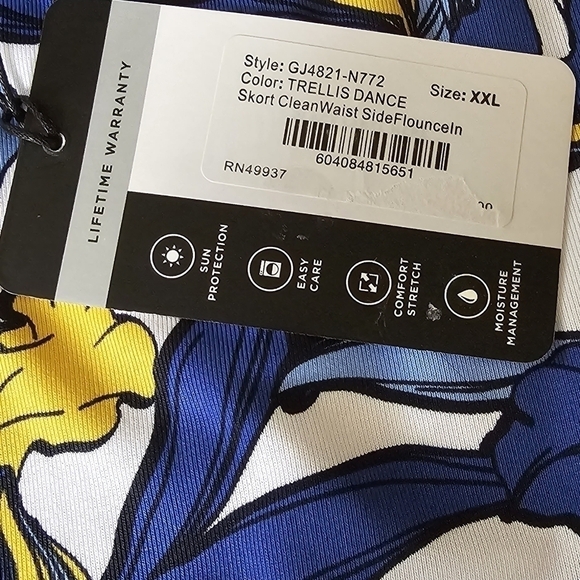 LIFETIME WARRANTY
Style: GJ4821-N772
Color: TRELLIS DANCE
Size: XXL
Skort CleanWaist SideFlounceIn
604084815651
RN49937
SUN
PROTECTION
EASY
CARE
COMFORT
STRETCH
MOISTURE
MANAGEMENT